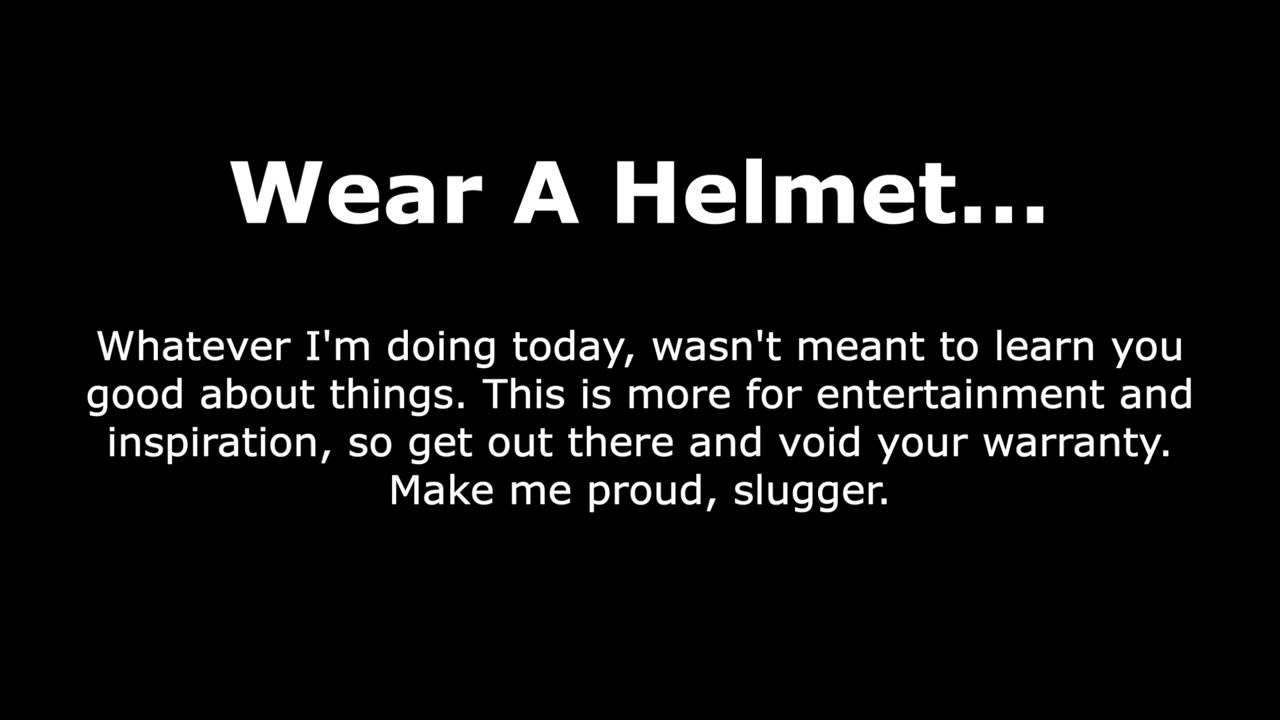 Wear A Helmet...
Whatever I'm doing today, wasn't meant to learn you
good about things. This is more for entertainment and
inspiration, so get out there and void your warranty.
Make me proud, slugger.